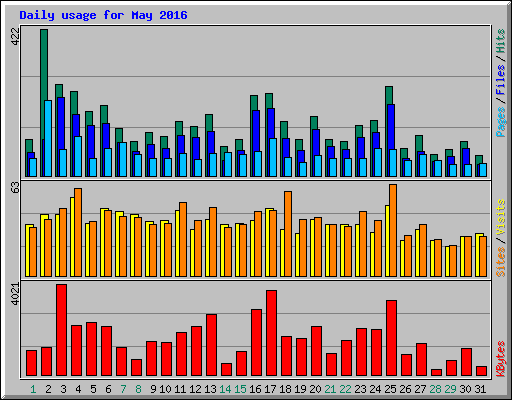 Daily usage for May 2016
422
Pages / Files / Hits
63
Sites / Visits
4021
KBytes
1 2 3 4 5 6 7 8 9 10 11 12 13 14 15 16 17 18 19 20 21 22 23 24 25 26 27 28 29 30 31